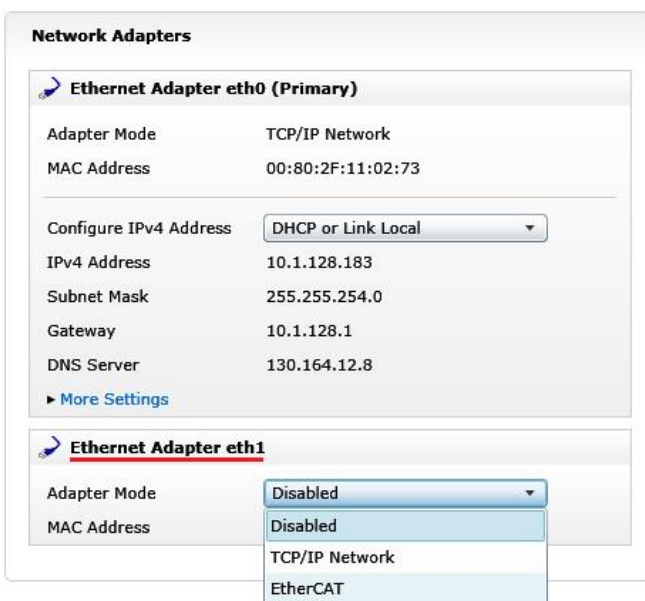 Network Adapters
Ethernet Adapter eth0 (Primary)
Adapter Mode TCP/IP Network
MAC Address 00:80:2F:11:02:73
Configure IPv4 Address DHCP or Link Local
IPv4 Address 10.1.128.183
Subnet Mask 255.255.254.0
Gateway 10.1.128.1
DNS Server 130.164.12.8
More Settings
Ethernet Adapter eth1
Adapter Mode Disabled
MAC Address Disabled
TCP/IP Network
EtherCAT